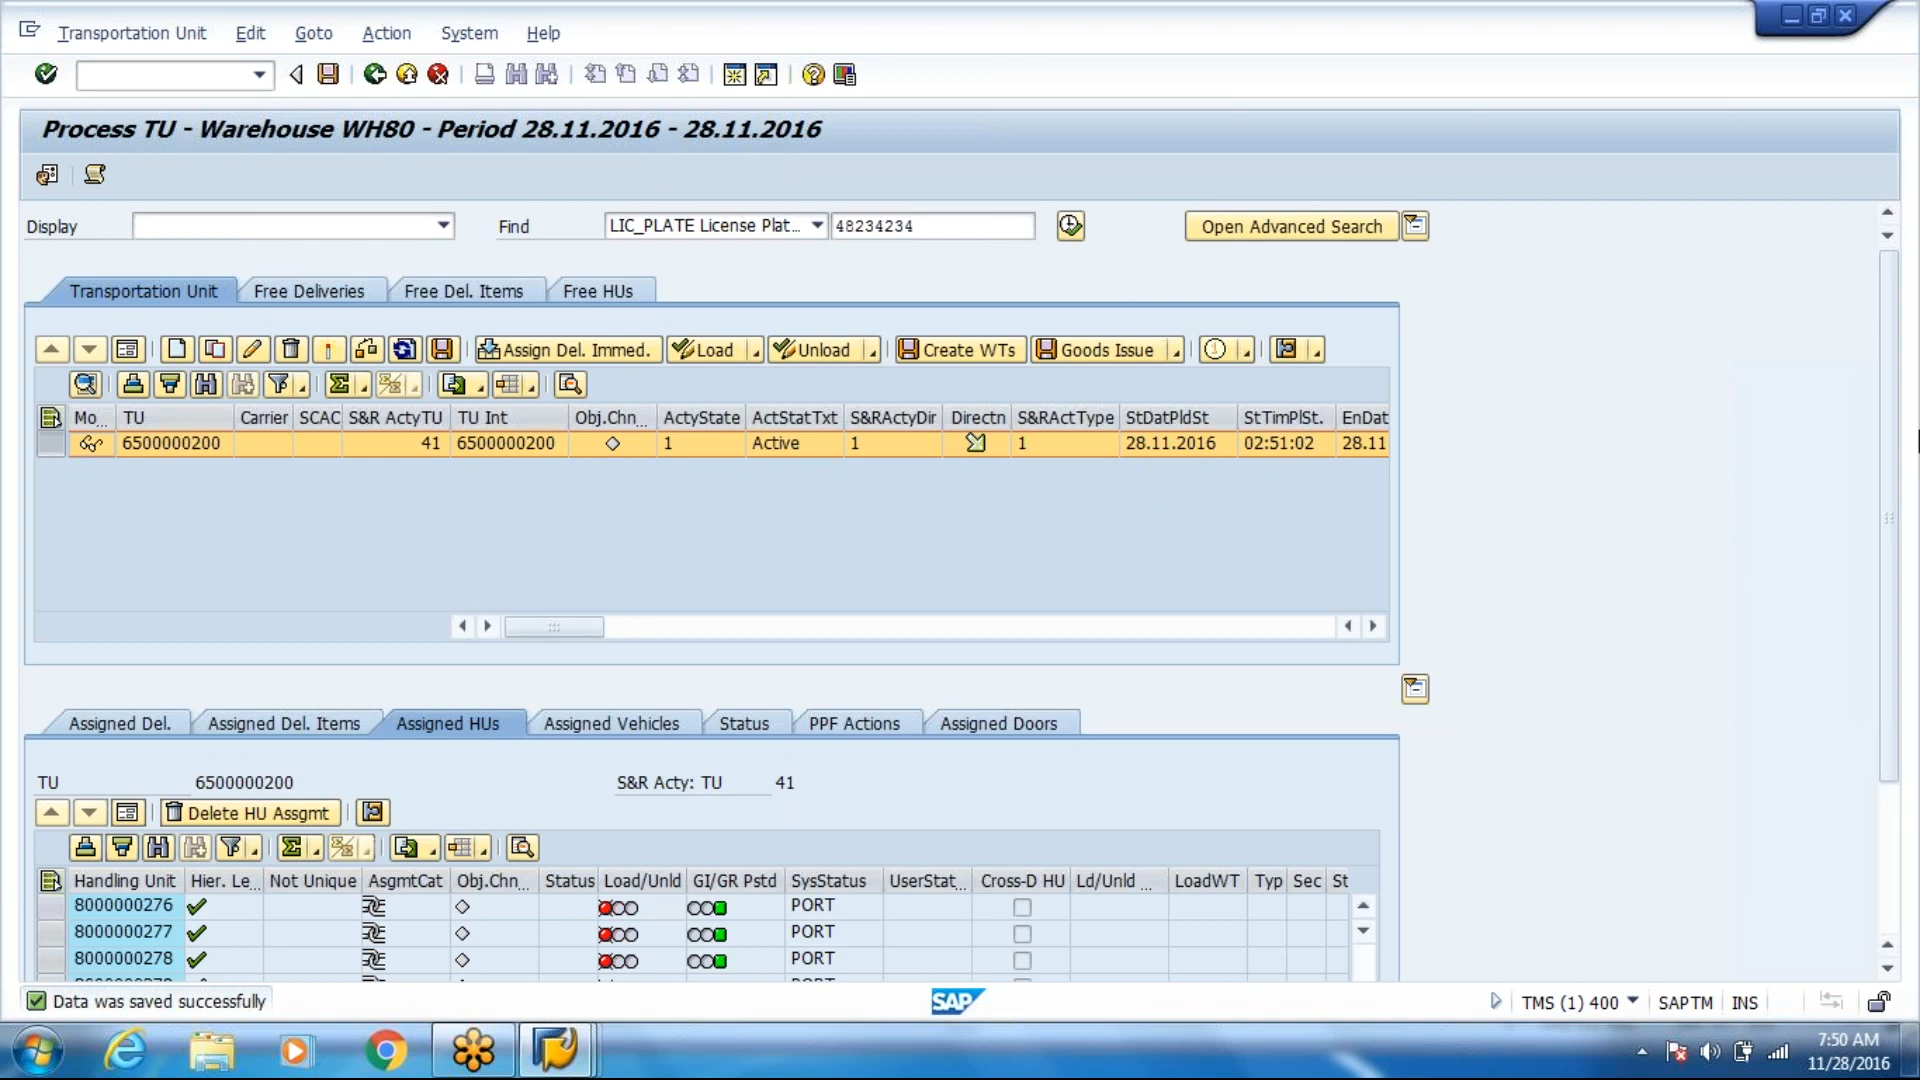 Transportation Unit Edit Goto Action System Help
Process TU - Warehouse WH80 - Period 28.11.2016 - 28.11.2016
Display Find LIC_PLATE License Plat... 48234234 Open Advanced Search
Transportation Unit Free Deliveries Free Del. Items Free HUs
Assign Del. Immed. Load Unload Create WTs Goods Issue
Mo... TU Carrier SCAC S&R ActyTU TU Int Obj.Chn... ActyState ActStatTxt S&RActyDir Directn S&RActType StDatPldSt StTimPlSt. EnDat
6500000200 41 6500000200 1 Active 1 1 28.11.2016 02:51:02 28.11
Assigned Del. Assigned Del. Items Assigned HUs Assigned Vehicles Status PPF Actions Assigned Doors
TU 6500000200 S&R Acty: TU 41
Delete HU Assgmt
Handling Unit Hier. Le... Not Unique AsgmtCat Obj.Chn... Status Load/Unld GI/GR Pstd SysStatus UserStat... Cross-D HU Ld/Unld ... LoadWT Typ Sec St
8000000276 PORT
8000000277 PORT
8000000278 PORT
Data was saved successfully SAP TMS (1) 400 SAPTM INS
7:50 AM
11/28/2016